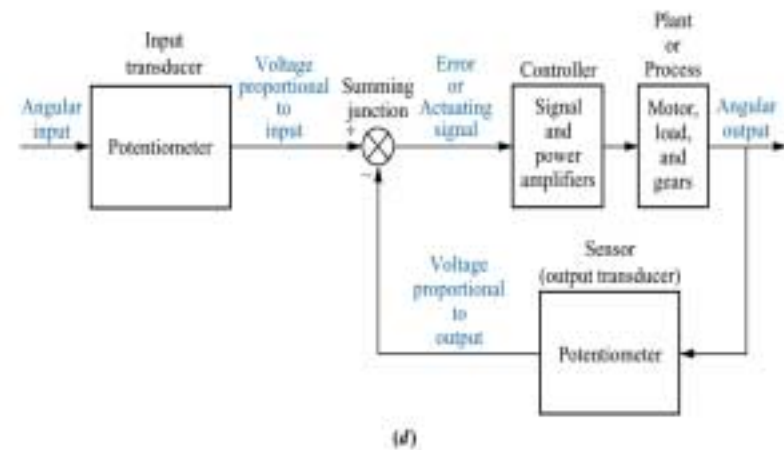 Input
transducer
Angular
input
Potentiometer
Voltage
proportional
to
input
Summing
junction
+
−
Error
or
Actuating
signal
Controller
Signal
and
power
amplifiers
Plant
or
Process
Motor,
load,
and
gears
Angular
output
Sensor
(output transducer)
Potentiometer
Voltage
proportional
to
output
(d)